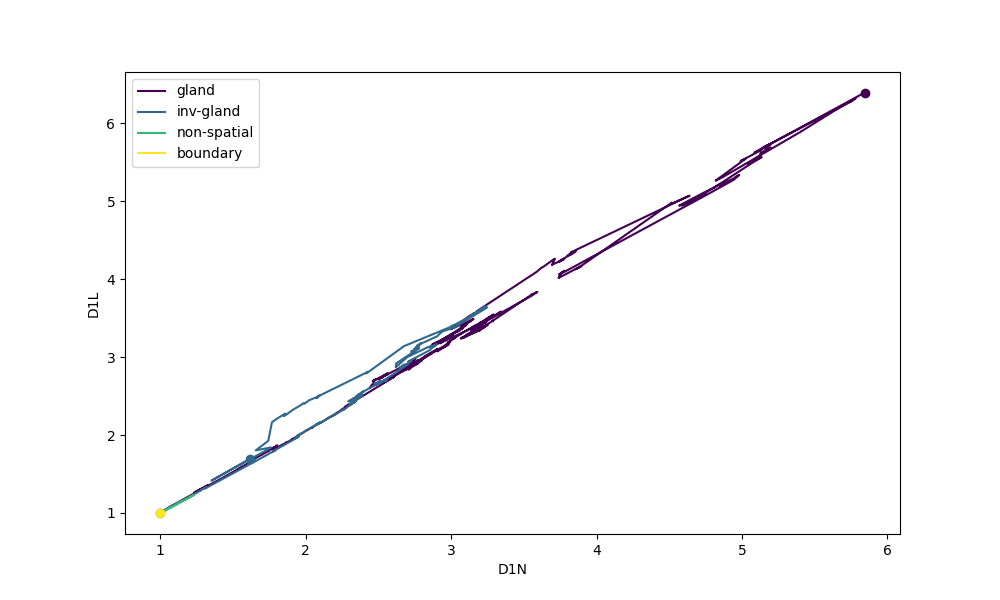 gland
inv-gland
non-spatial
boundary
6
5
4
3
2
1
D1L
1 2 3 4 5 6
D1N